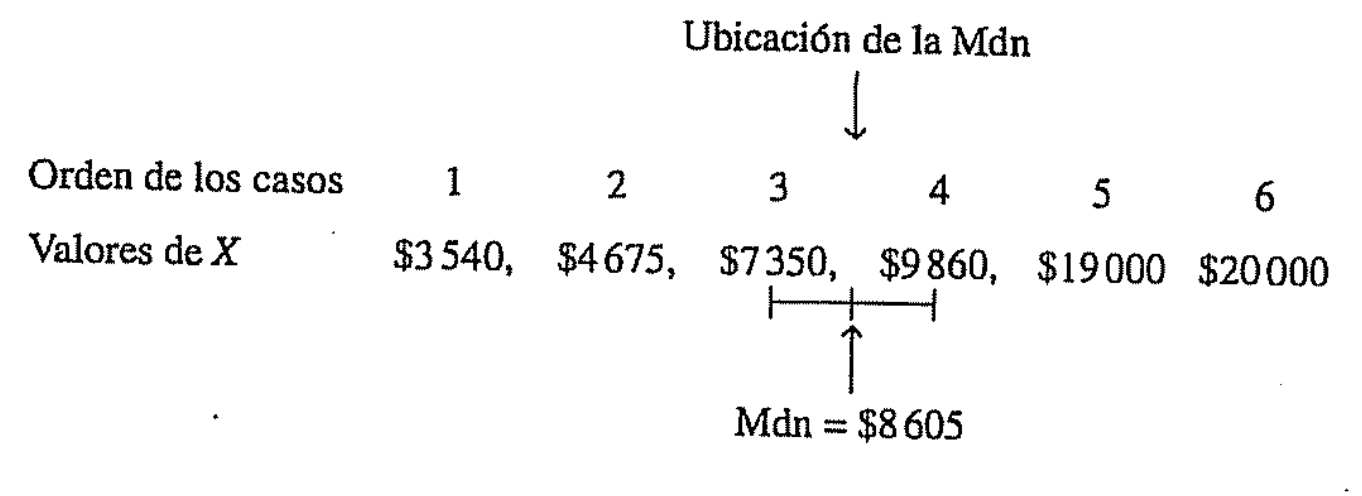 Ubicación de la Mdn
Orden de los casos 1 2 3 4 5 6
Valores de X $3 540, $4 675, $7 350, $9 860, $19 000 $20 000
Mdn = $8 605